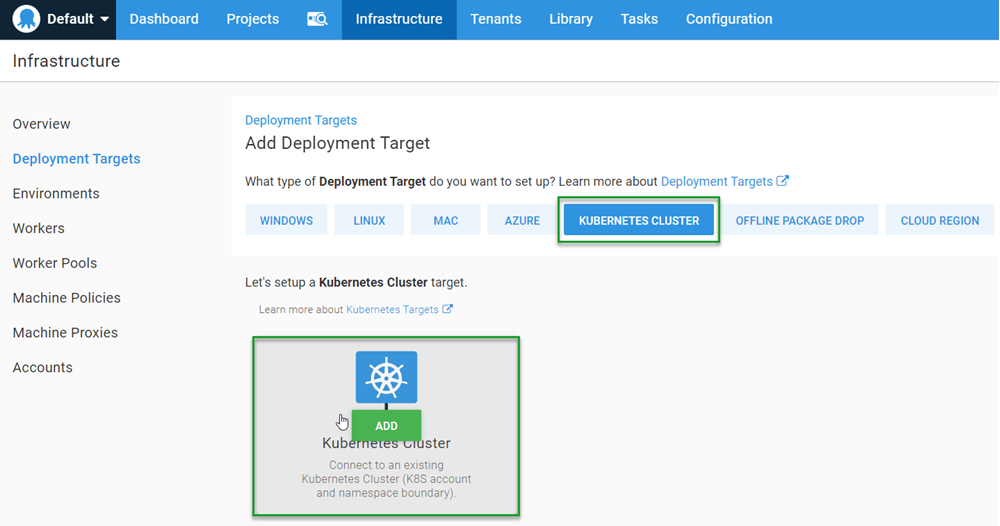 Default Dashboard Projects Infrastructure Tenants Library Tasks Configuration
Infrastructure
Overview
Deployment Targets
Environments
Workers
Worker Pools
Machine Policies
Machine Proxies
Accounts
Deployment Targets
Add Deployment Target
What type of Deployment Target do you want to set up? Learn more about Deployment Targets
WINDOWS LINUX MAC AZURE KUBERNETES CLUSTER OFFLINE PACKAGE DROP CLOUD REGION
Let's setup a Kubernetes Cluster target.
Learn more about Kubernetes Targets
ADD
Kubernetes Cluster
Connect to an existing
Kubernetes Cluster (K8S account
and namespace boundary).